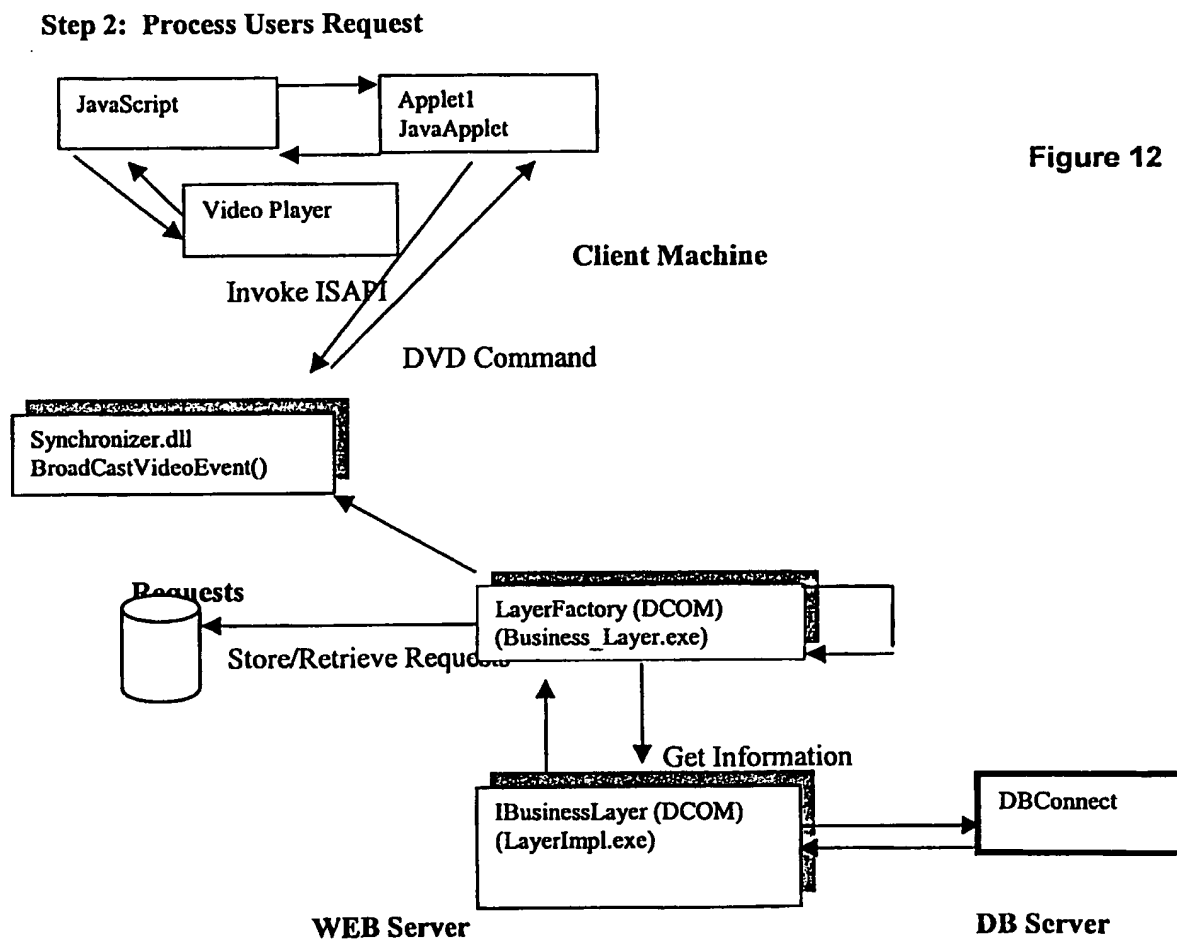 Step 2: Process Users Request
JavaScript
Applet1
JavaApplet
Figure 12
Video Player
Client Machine
Invoke ISAPI
DVD Command
Synchronizer.dll
BroadCastVideoEvent()
Requests
LayerFactory (DCOM)
(Business_Layer.exe)
Store/Retrieve Requests
Get Information
IBusinessLayer (DCOM)
(LayerImpl.exe)
DBConnect
WEB Server
DB Server